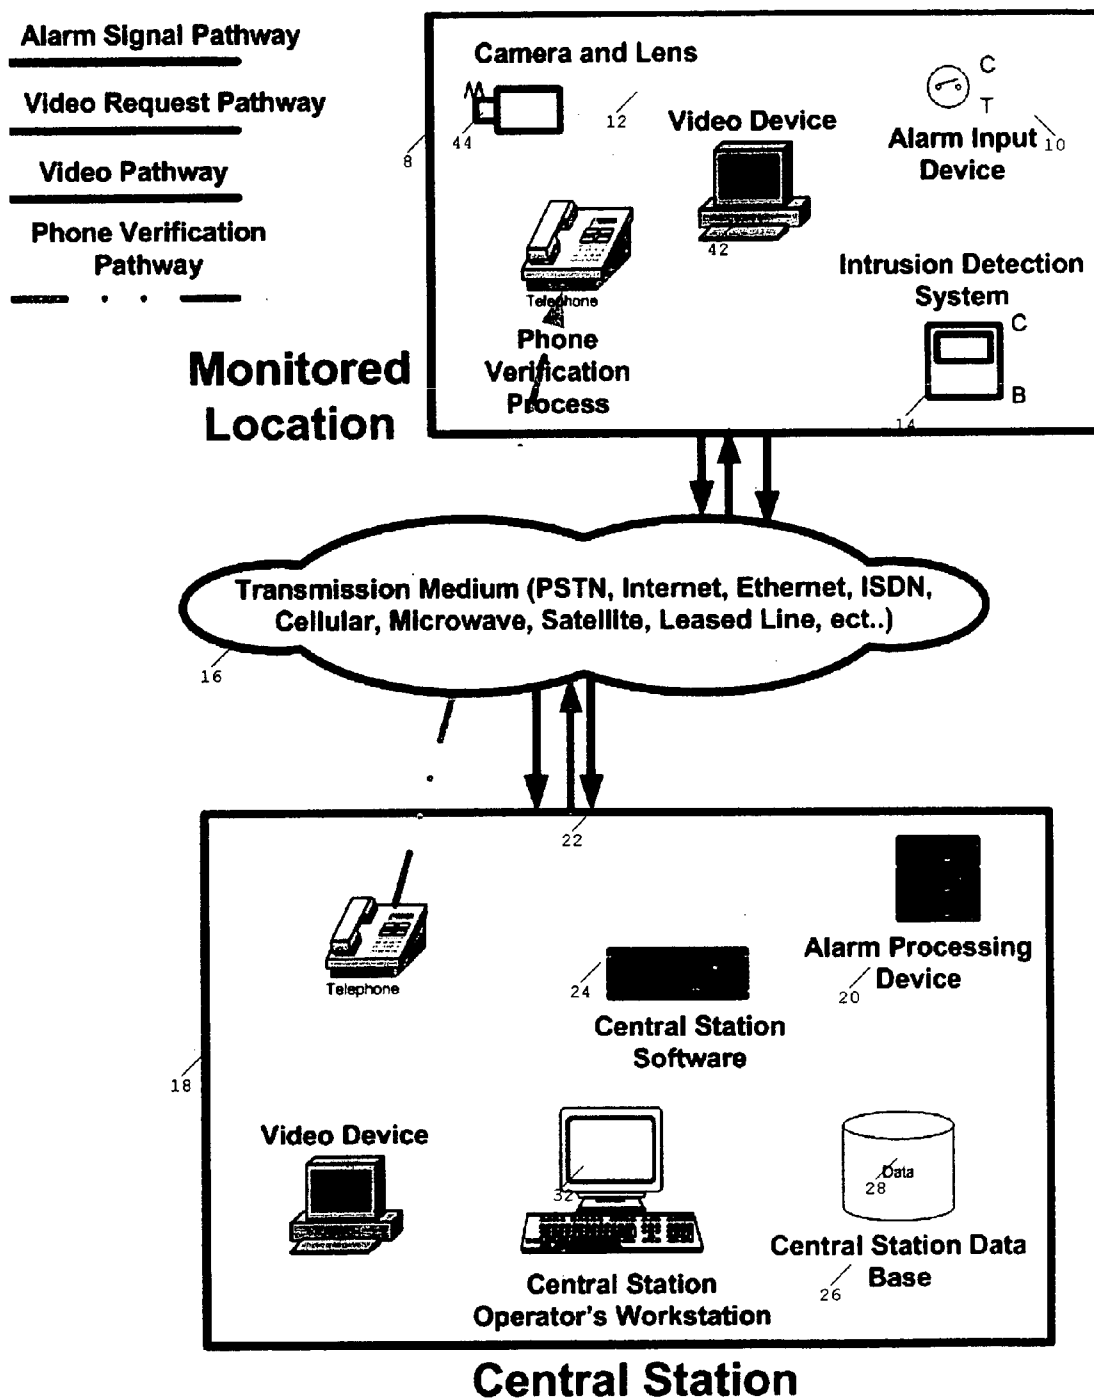 Alarm Signal Pathway
Video Request Pathway
Video Pathway
Phone Verification
Pathway
Monitored
Location
Camera and Lens
44
8
12
Video Device
42
C
T
Alarm Input
Device
10
Telephone
Phone
Verification
Process
Intrusion Detection
System
C
B
14
Transmission Medium (PSTN, Internet, Ethernet, ISDN,
Cellular, Microwave, Satellite, Leased Line, ect..)
16
22
Telephone
24
Central Station
Software
Alarm Processing
Device
20
18
Video Device
32
Central Station
Operator's Workstation
Data
28
Central Station Data
Base
26
Central Station